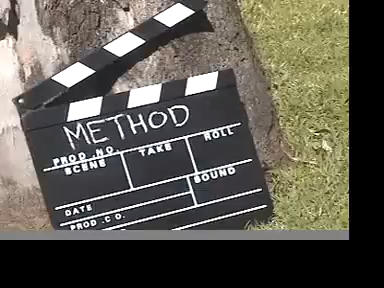 METHOD
PROD. NO.
SCENE TAKE ROLL
SOUND
DATE
PROD. CO.